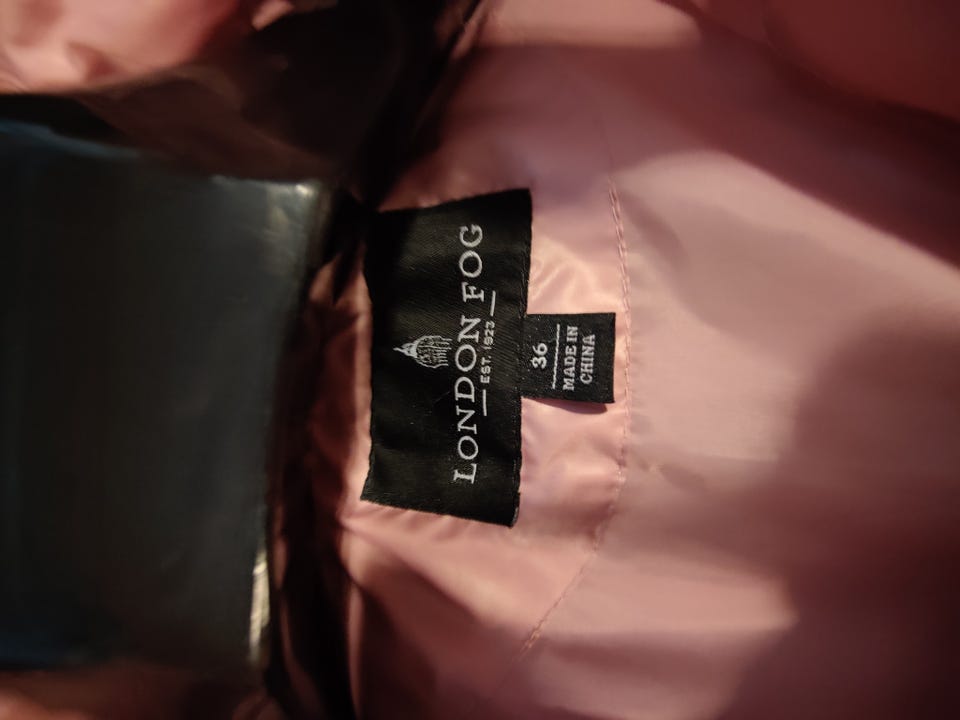 LONDON FOG
EST. 1923
36
MADE IN
CHINA